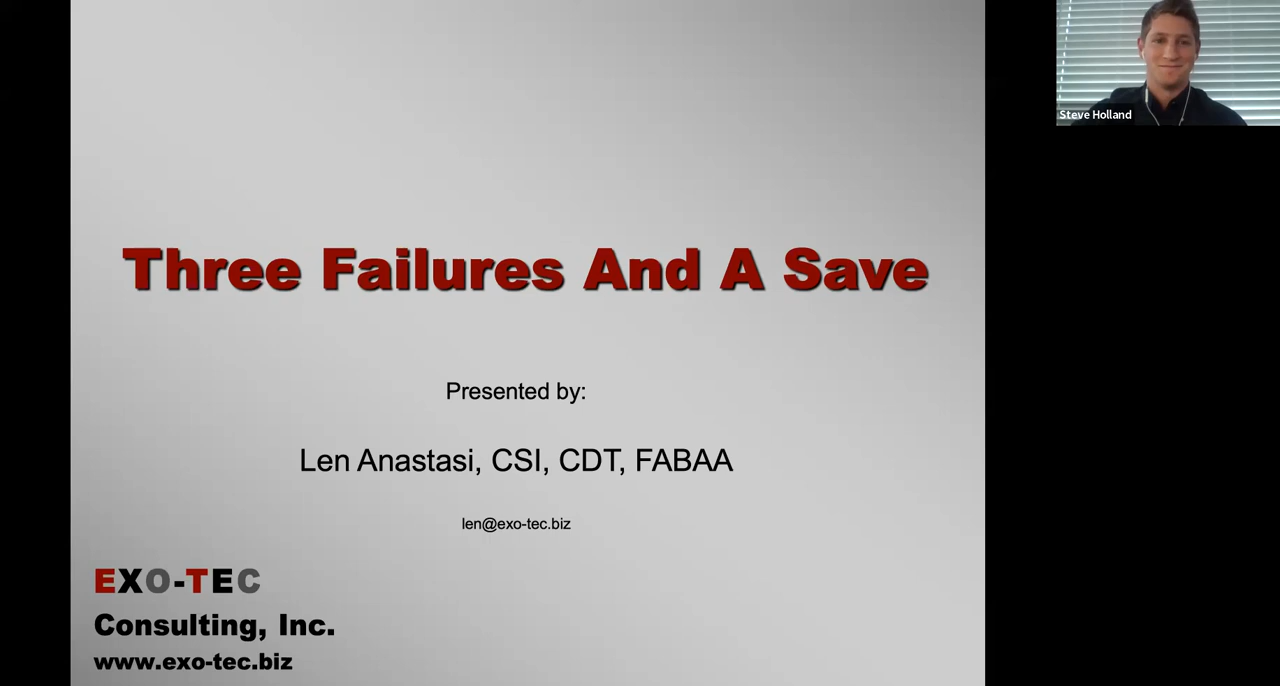 Three Failures And A Save
Presented by:
Len Anastasi, CSI, CDT, FABAA
len@exo-tec.biz
EXO-TEC
Consulting, Inc.
www.exo-tec.biz
Steve Holland